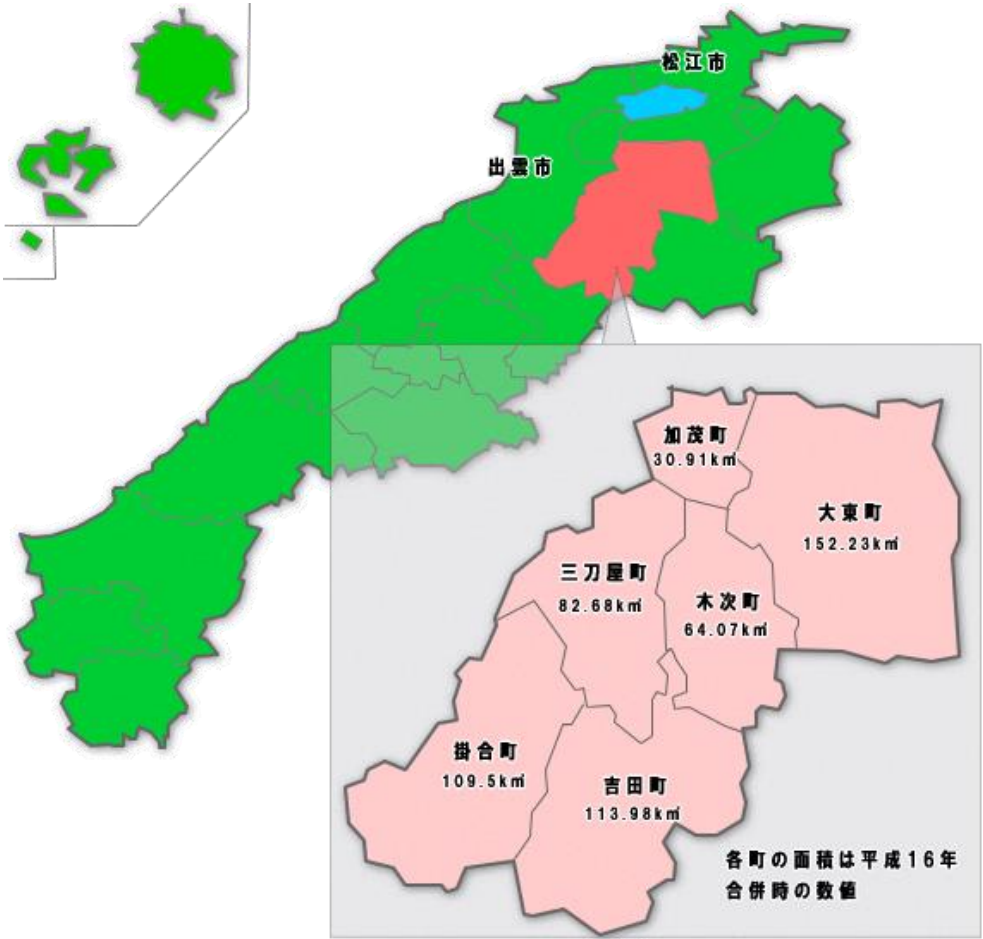 松江市
出雲市
加茂町
30.91k㎡
大東町
152.23k㎡
三刀屋町
82.68k㎡
木次町
64.07k㎡
掛合町
109.5k㎡
吉田町
113.98k㎡
各町の面積は平成16年
合併時の数値